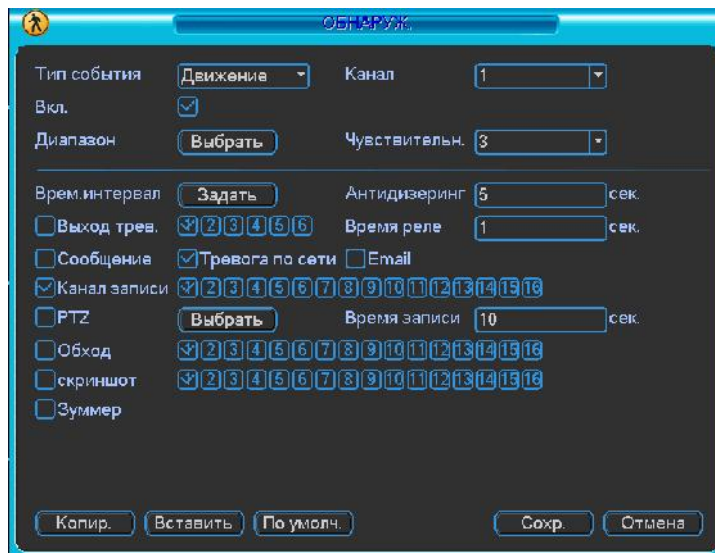 ОБНАРУЖ.
Тип события Движение Канал 1
Вкл.
Диапазон Выбрать Чувствительн. 3
Врем.интервал Задать Антидизеринг 5 сек.
Выход трев. 1 2 3 4 5 6 Время реле 1 сек.
Сообщение Тревога по сети Email
Канал записи 1 2 3 4 5 6 7 8 9 10 11 12 13 14 15 16
PTZ Выбрать Время записи 10 сек.
Обход 1 2 3 4 5 6 7 8 9 10 11 12 13 14 15 16
скриншот 1 2 3 4 5 6 7 8 9 10 11 12 13 14 15 16
Зуммер
Копир. Вставить По умолч. Сохр. Отмена